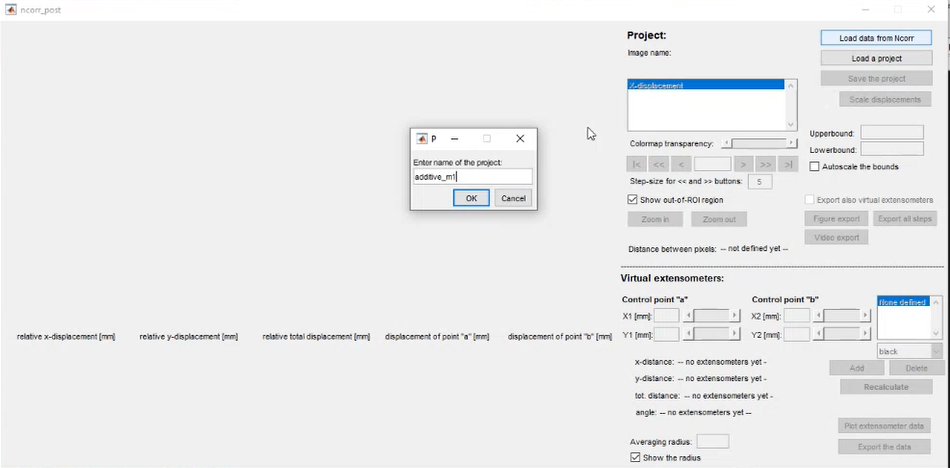 ncorr_post
Project:
Image name:
Load data from Ncorr
Load a project
Save the project
Scale displacements
X-displacement
Upperbound:
Lowerbound:
Autoscale the bounds
Colormap transparency:
|< << < > >> >|
Step-size for << and >> buttons: 5
Show out-of-ROI region
Zoom in Zoom out
Export also virtual extensometers
Figure export Export all steps
Video export
Distance between pixels: -- not defined yet --
P
Enter name of the project:
additive_m1
OK Cancel
Virtual extensometers:
Control point "a" Control point "b" None defined
X1 [mm] X2 [mm]
Y1 [mm] Y2 [mm]
black
relative x-displacement [mm] relative y-displacement [mm] relative total displacement [mm] displacement of point "a" [mm] displacement of point "b" [mm]
x-distance: -- no extensometers yet -
y-distance: -- no extensometers yet -
tot. distance: -- no extensometers yet -
angle: -- no extensometers yet --
Add Delete
Recalculate
Plot extensometer data
Export the data
Averaging radius:
Show the radius